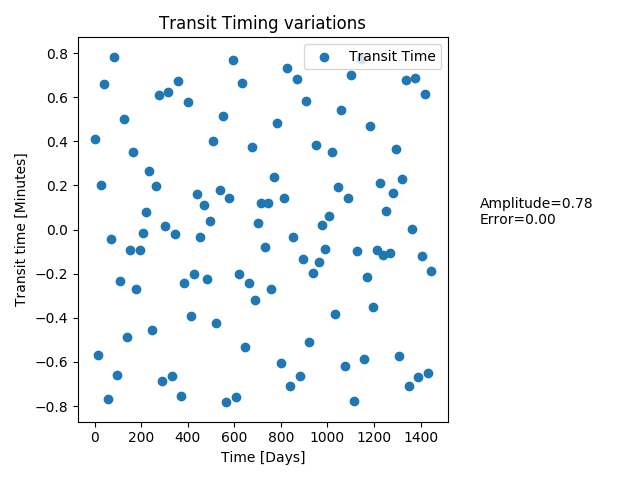 Transit Timing variations
Transit Time
0.8
0.6
0.4
0.2
0.0
−0.2
−0.4
−0.6
−0.8
Transit time [Minutes]
0 200 400 600 800 1000 1200 1400
Time [Days]
Amplitude=0.78
Error=0.00